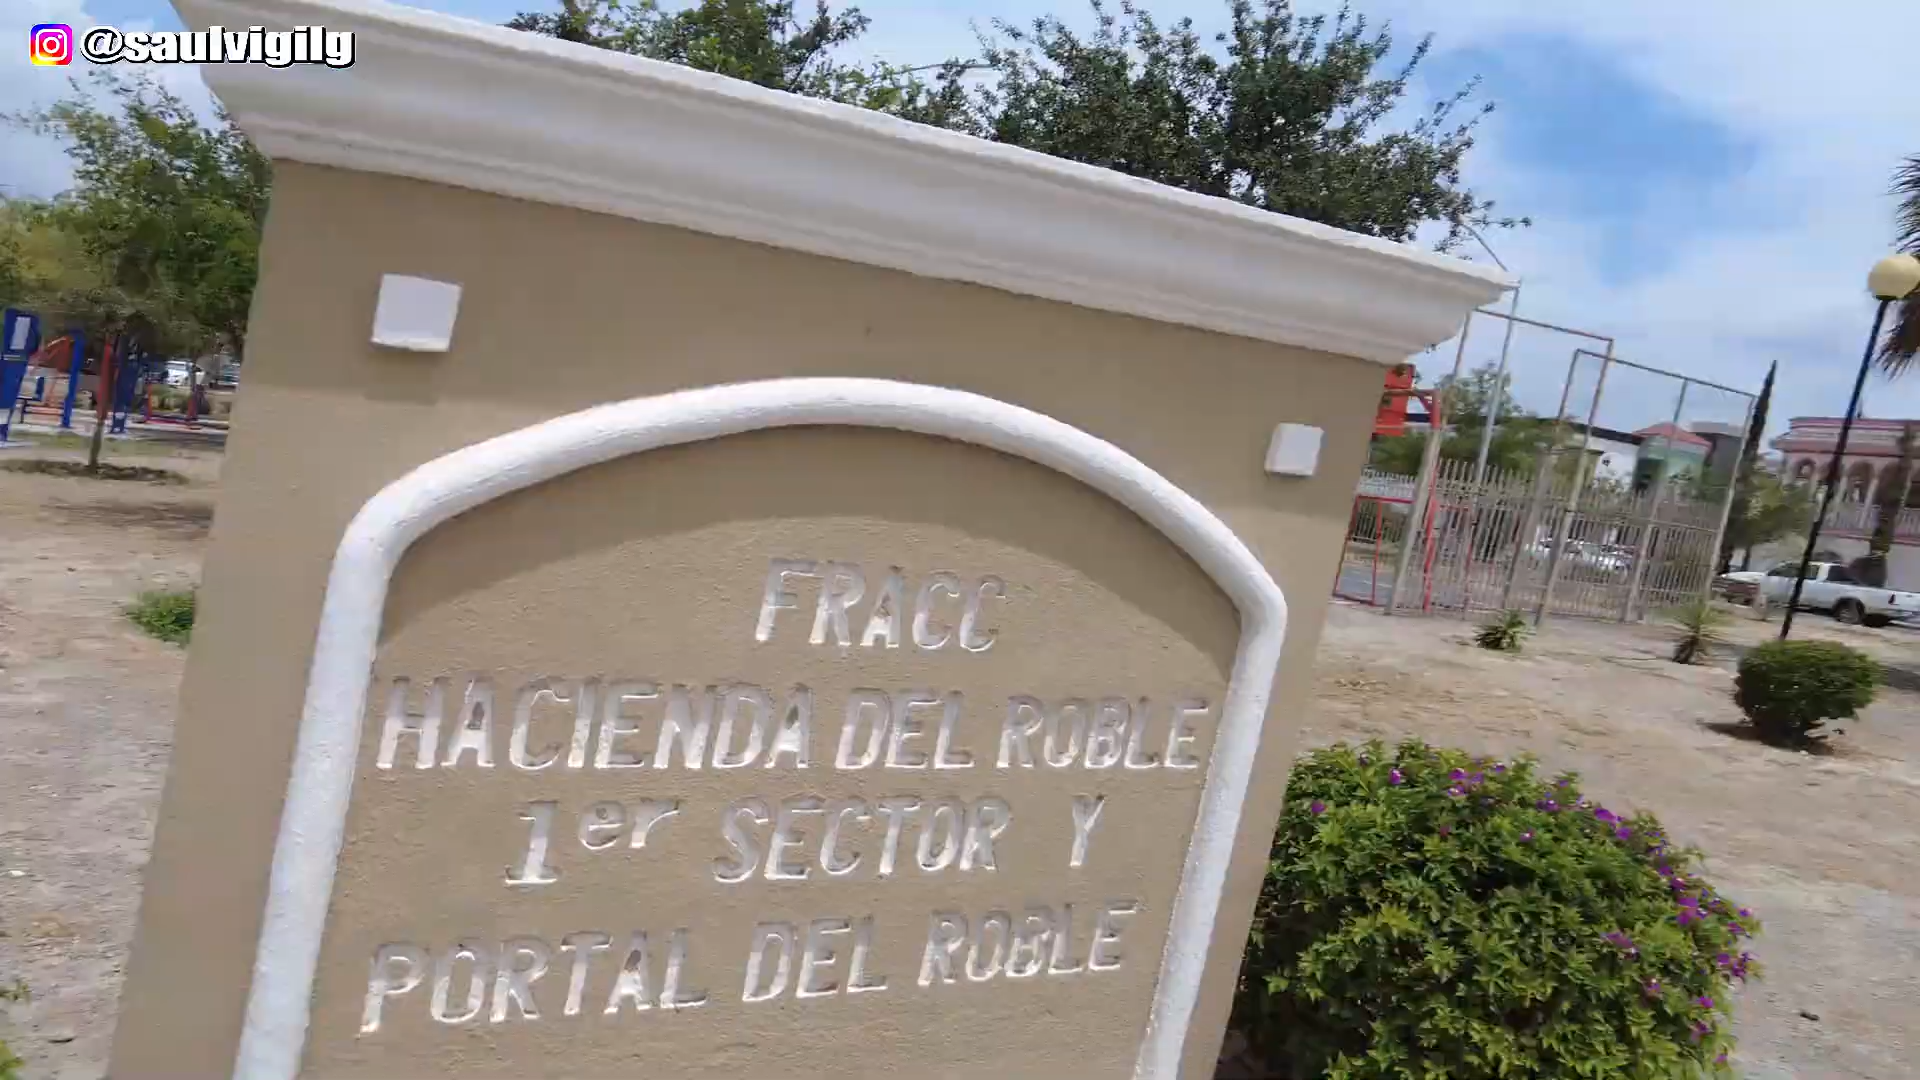 @saulvigilg
FRACC
HACIENDA DEL ROBLE
1er SECTOR Y
PORTAL DEL ROBLE